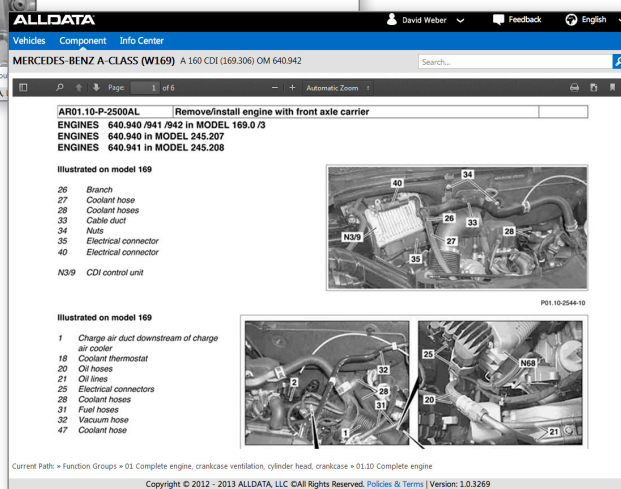 ALLDATA
David Weber
Feedback
English
Vehicles Component Info Center
MERCEDES-BENZ A-CLASS (W169) A 160 CDI (169.306) OM 640.942
Search...
Page: 1 of 6
Automatic Zoom
AR01.10-P-2500AL Remove/install engine with front axle carrier
ENGINES 640.940 /941 /942 in MODEL 169.0 /3
ENGINES 640.940 in MODEL 245.207
ENGINES 640.941 in MODEL 245.208
Illustrated on model 169
26 Branch
27 Coolant hose
28 Coolant hoses
33 Cable duct
34 Nuts
35 Electrical connector
40 Electrical connector
N3/9 CDI control unit
34
40
26
33
28
N3/9
27
35
P01.10-2544-10
Illustrated on model 169
1 Charge air duct downstream of charge
air cooler
18 Coolant thermostat
20 Oil hoses
21 Oil lines
25 Electrical connectors
28 Coolant hoses
31 Fuel hoses
32 Vacuum hose
47 Coolant hose
2
32
28
31
1
25
N68
20
21
Current Path: » Function Groups » 01 Complete engine, crankcase ventilation, cylinder head, crankcase » 01.10 Complete engine
Copyright © 2012 - 2013 ALLDATA, LLC ©All Rights Reserved. Policies & Terms | Version: 1.0.3269